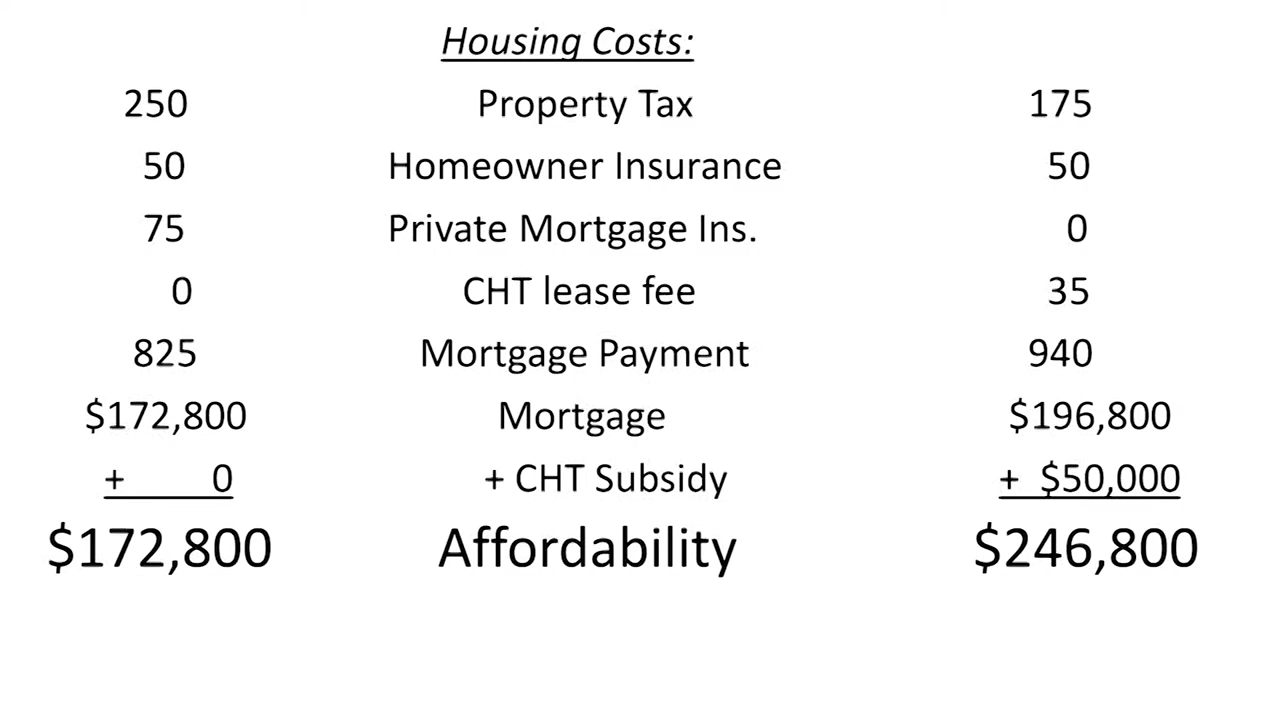 Housing Costs:
250 Property Tax 175
50 Homeowner Insurance 50
75 Private Mortgage Ins. 0
0 CHT lease fee 35
825 Mortgage Payment 940
$172,800 Mortgage $196,800
+ 0 + CHT Subsidy + $50,000
$172,800 Affordability $246,800